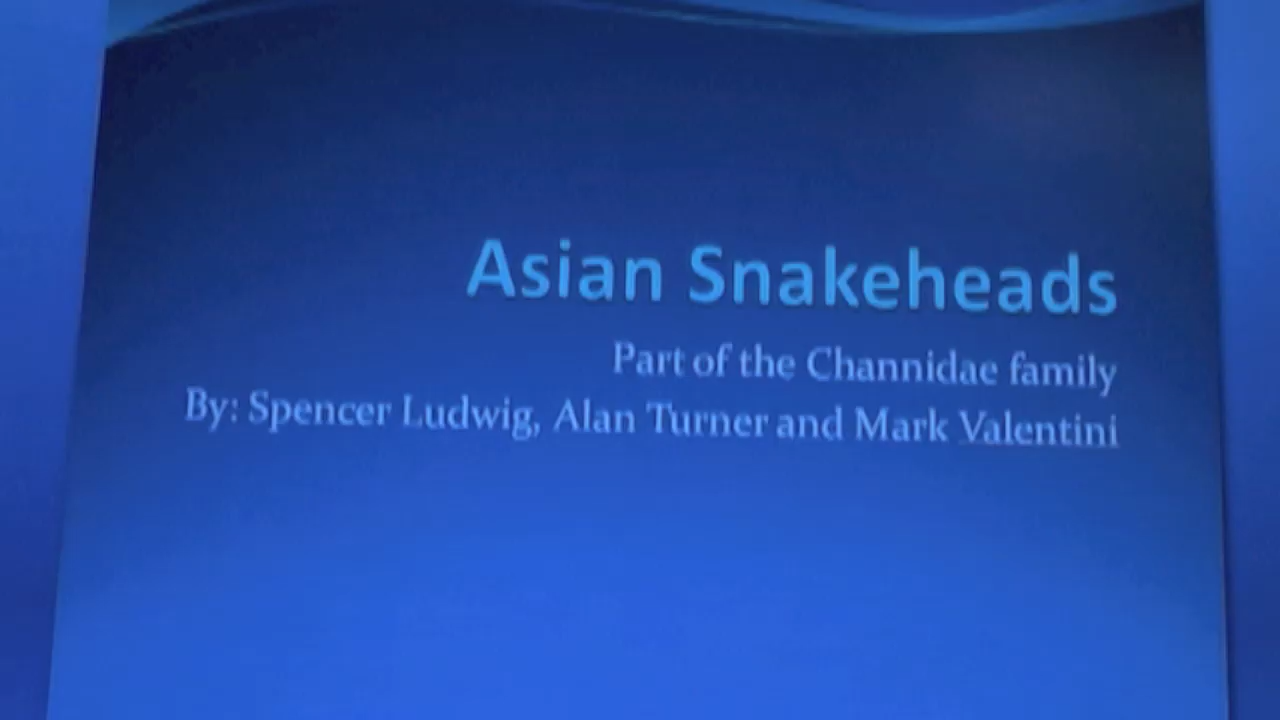 Asian Snakeheads
Part of the Channidae family
By: Spencer Ludwig, Alan Turner and Mark Valentini